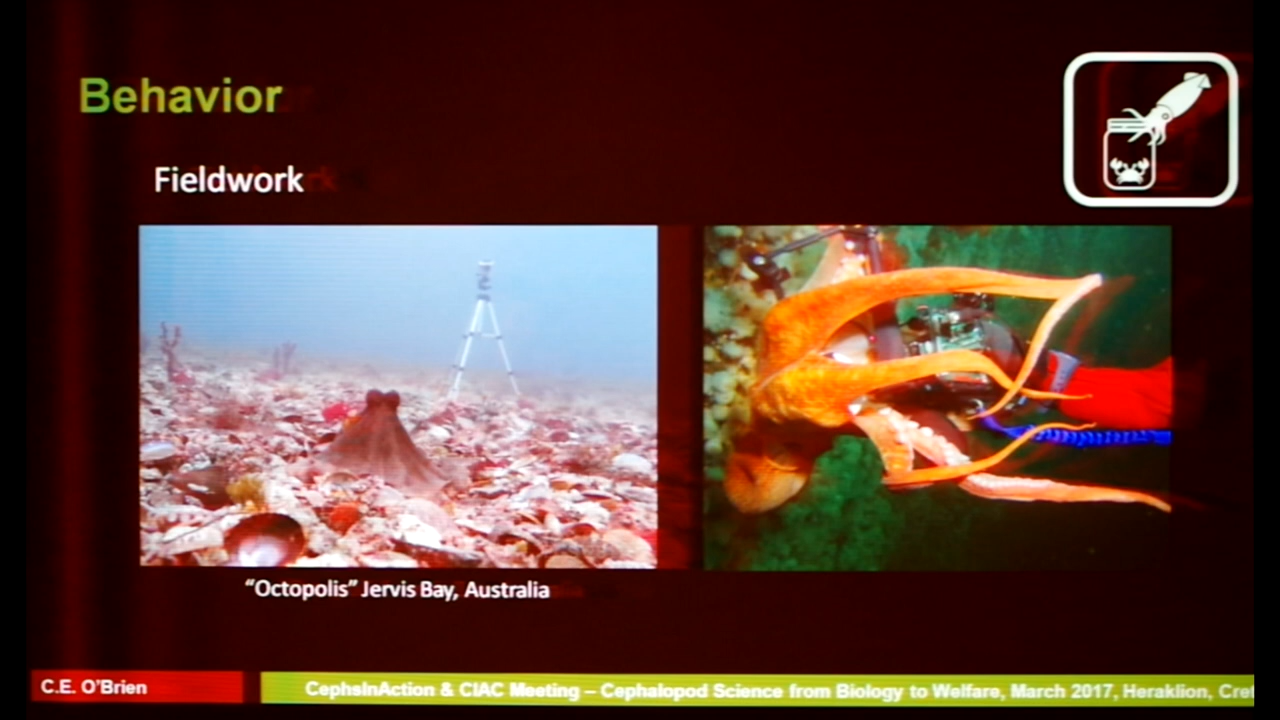 Behavior
Fieldwork
“Octopolis” Jervis Bay, Australia
C.E. O'Brien
CephsInAction & CIAC Meeting – Cephalopod Science from Biology to Welfare, March 2017, Heraklion,